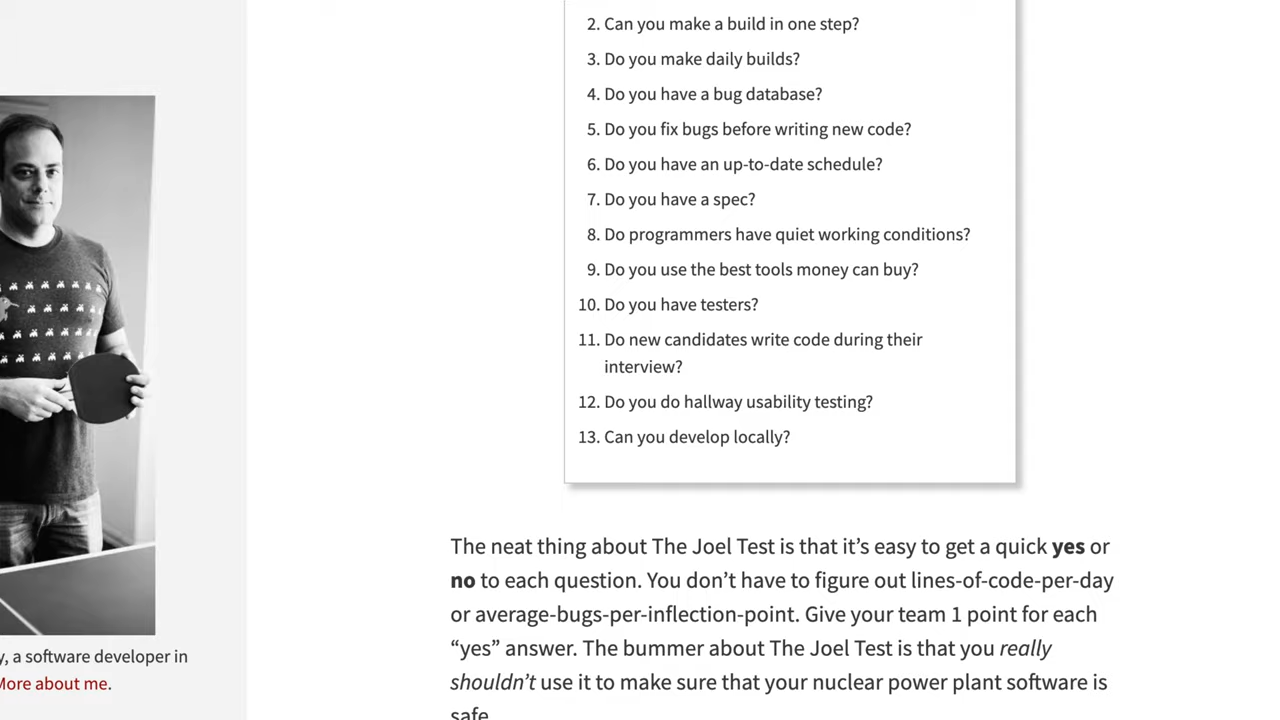 2. Can you make a build in one step?
3. Do you make daily builds?
4. Do you have a bug database?
5. Do you fix bugs before writing new code?
6. Do you have an up-to-date schedule?
7. Do you have a spec?
8. Do programmers have quiet working conditions?
9. Do you use the best tools money can buy?
10. Do you have testers?
11. Do new candidates write code during their
interview?
12. Do you do hallway usability testing?
13. Can you develop locally?
The neat thing about The Joel Test is that it’s easy to get a quick yes or
no to each question. You don’t have to figure out lines-of-code-per-day
or average-bugs-per-inflection-point. Give your team 1 point for each
“yes” answer. The bummer about The Joel Test is that you really
shouldn’t use it to make sure that your nuclear power plant software is
safe
y, a software developer in
More about me.